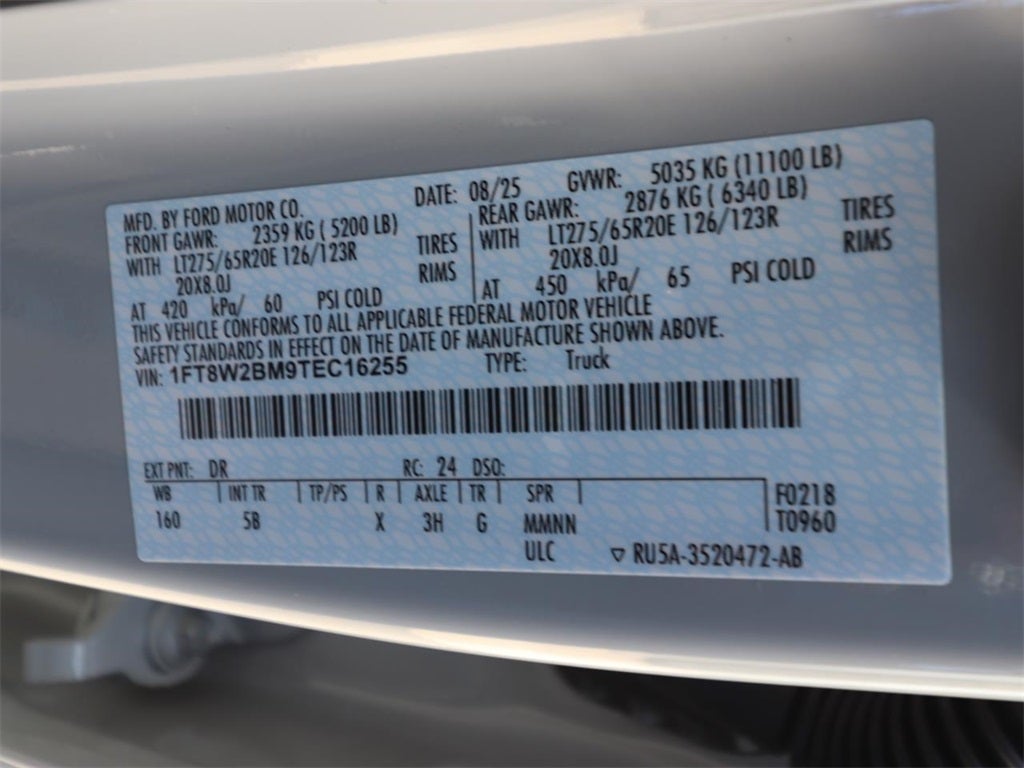 MFD. BY FORD MOTOR CO. DATE: 08/25 GVWR: 5035 KG (11100 LB)
FRONT GAWR: 2359 KG ( 5200 LB) REAR GAWR: 2876 KG ( 6340 LB)
WITH LT275/65R20E 126/123R TIRES WITH LT275/65R20E 126/123R TIRES
20X8.0J RIMS 20X8.0J RIMS
AT 420 kPa/ 60 PSI COLD AT 450 kPa/ 65 PSI COLD
THIS VEHICLE CONFORMS TO ALL APPLICABLE FEDERAL MOTOR VEHICLE
SAFETY STANDARDS IN EFFECT ON THE DATE OF MANUFACTURE SHOWN ABOVE.
VIN: 1FT8W2BM9TEC16255 TYPE: Truck
EXT PNT: DR RC: 24 DSO:
WB INT TR TP/PS R AXLE TR SPR F0218
160 5B X 3H G MMNN T0960
ULC ▽ RU5A-3520472-AB